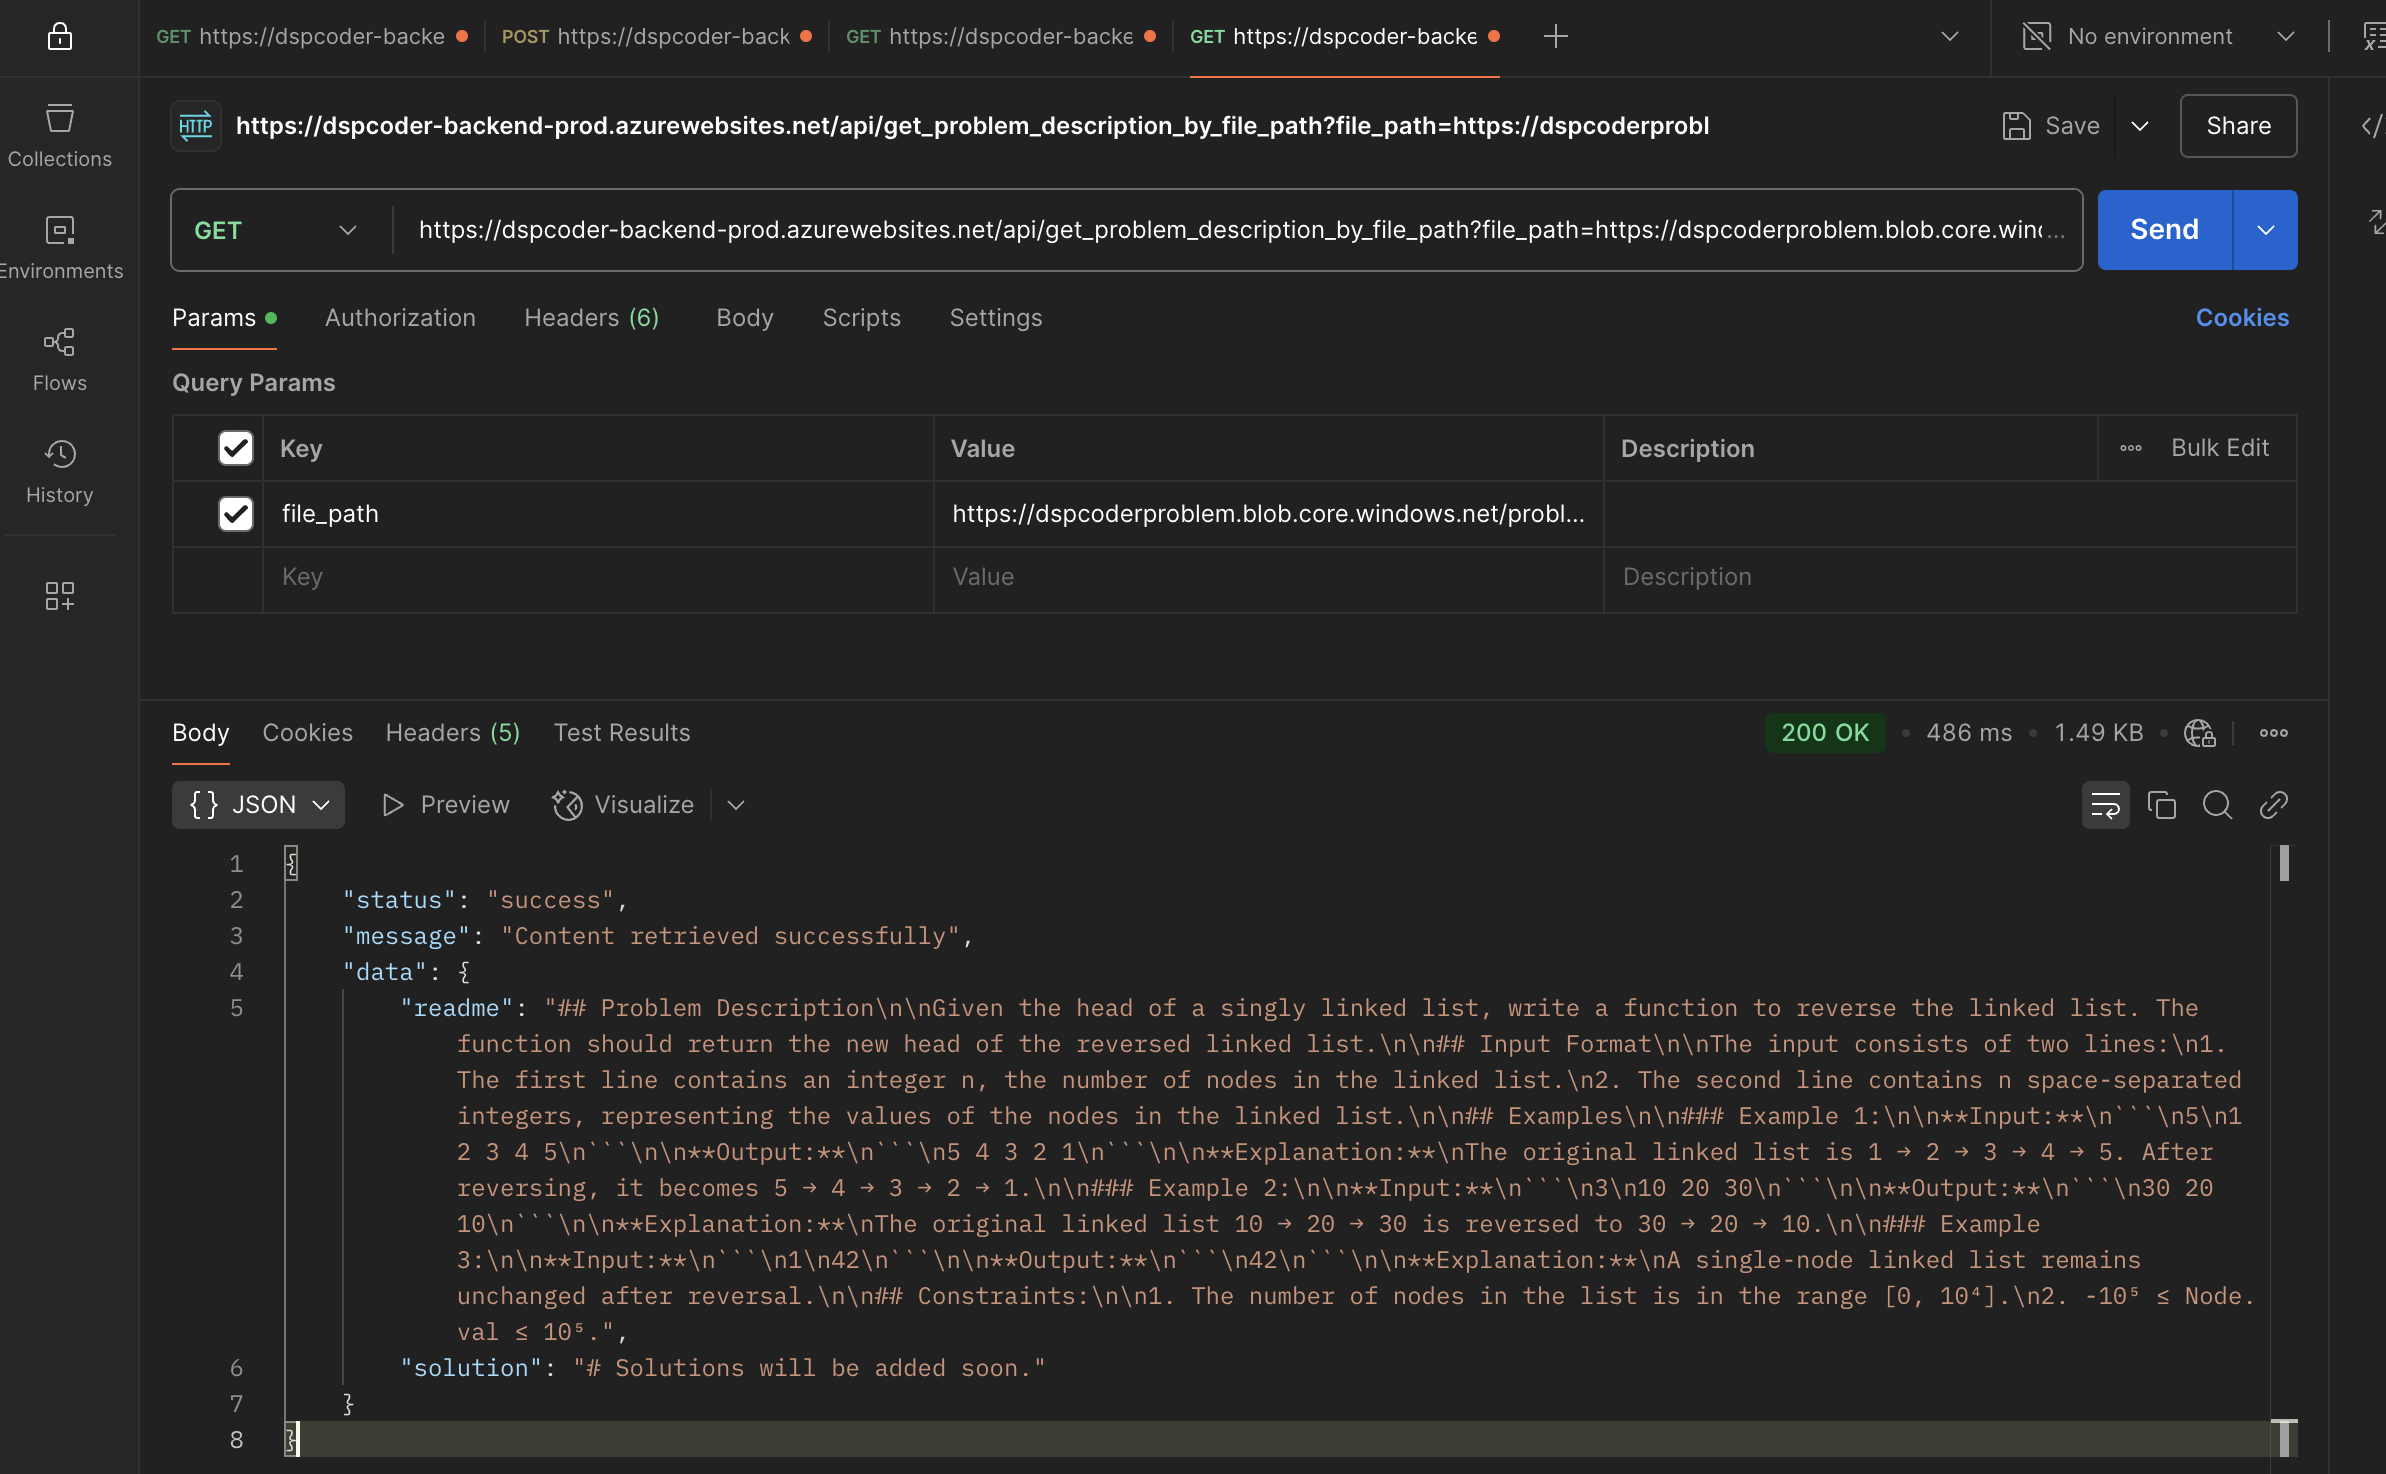 GET https://dspcoder-backe
POST https://dspcoder-back
GET https://dspcoder-backe
GET https://dspcoder-backe
No environment
Collections
Environments
Flows
History
HTTP
https://dspcoder-backend-prod.azurewebsites.net/api/get_problem_description_by_file_path?file_path=https://dspcoderprobl
Save
Share
GET
https://dspcoder-backend-prod.azurewebsites.net/api/get_problem_description_by_file_path?file_path=https://dspcoderproblem.blob.core.winc...
Send
Params Authorization Headers (6) Body Scripts Settings Cookies
Query Params
Key Value Description Bulk Edit
file_path https://dspcoderproblem.blob.core.windows.net/probl...
Key Value Description
Body Cookies Headers (5) Test Results 200 OK 486 ms 1.49 KB
{} JSON Preview Visualize
1 {
2 "status": "success",
3 "message": "Content retrieved successfully",
4 "data": {
5 "readme": "## Problem Description\n\nGiven the head of a singly linked list, write a function to reverse the linked list. The
function should return the new head of the reversed linked list.\n\n## Input Format\n\nThe input consists of two lines:\n1.
The first line contains an integer n, the number of nodes in the linked list.\n2. The second line contains n space-separated
integers, representing the values of the nodes in the linked list.\n\n## Examples\n\n### Example 1:\n\n**Input:**\n```\n5\n1
2 3 4 5\n```\n\n**Output:**\n```\n5 4 3 2 1\n```\n\n**Explanation:**\nThe original linked list is 1 → 2 → 3 → 4 → 5. After
reversing, it becomes 5 → 4 → 3 → 2 → 1.\n\n### Example 2:\n\n**Input:**\n```\n3\n10 20 30\n```\n\n**Output:**\n```\n30 20
10\n```\n\n**Explanation:**\nThe original linked list 10 → 20 → 30 is reversed to 30 → 20 → 10.\n\n### Example
3:\n\n**Input:**\n```\n1\n42\n```\n\n**Output:**\n```\n42\n```\n\n**Explanation:**\nA single-node linked list remains
unchanged after reversal.\n\n## Constraints:\n\n1. The number of nodes in the list is in the range [0, 10⁴].\n2. -10⁵ ≤ Node.
val ≤ 10⁵.",
6 "solution": "# Solutions will be added soon."
7 }
8 }